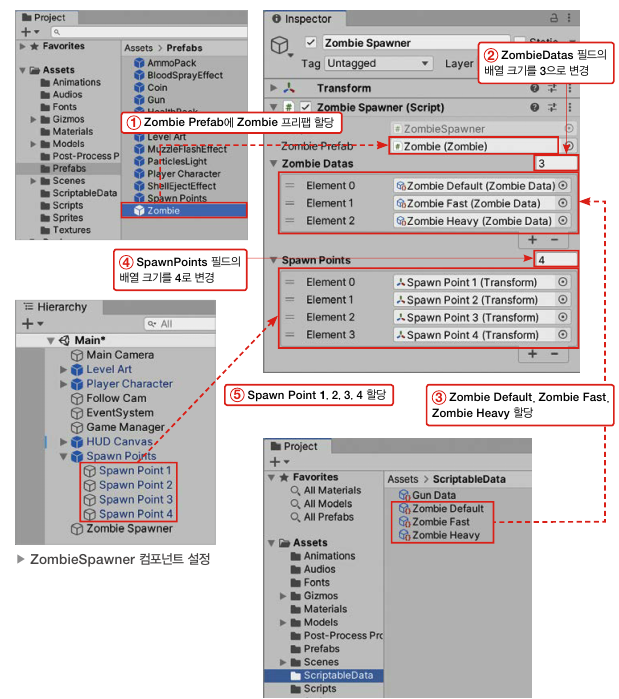 Project
Favorites
Assets
Animations
Audios
Fonts
Gizmos
Materials
Models
Post-Process P
Prefabs
Scenes
ScriptableData
Scripts
Sprites
Textures
Assets > Prefabs
AmmoPack
BloodSprayEffect
Coin
Gun
① Zombie Prefab에 Zombie 프리팹 할당
Level Art
MuzzleFlashEffect
ParticlesLight
Player Character
ShellEjectEffect
Spawn Points
Zombie
Inspector
Zombie Spawner
Static
Tag Untagged
Layer
② ZombieDatas 필드의
배열 크기를 3으로 변경
Transform
Zombie Spawner (Script)
ZombieSpawner
Zombie Prefab
Zombie (Zombie)
Zombie Datas
3
Element 0 Zombie Default (Zombie Data)
Element 1 Zombie Fast (Zombie Data)
Element 2 Zombie Heavy (Zombie Data)
+ −
④ SpawnPoints 필드의
배열 크기를 4로 변경
Spawn Points
4
Element 0 Spawn Point 1 (Transform)
Element 1 Spawn Point 2 (Transform)
Element 2 Spawn Point 3 (Transform)
Element 3 Spawn Point 4 (Transform)
+ −
Hierarchy
All
Main*
Main Camera
Level Art
Player Character
Follow Cam
EventSystem
Game Manager
HUD Canvas
Spawn Points
Spawn Point 1
Spawn Point 2
Spawn Point 3
Spawn Point 4
Zombie Spawner
⑤ Spawn Point 1, 2, 3, 4 할당
③ Zombie Default, Zombie Fast,
Zombie Heavy 할당
▶ ZombieSpawner 컴포넌트 설정
Project
Favorites
All Materials
All Models
All Prefabs
Assets
Animations
Audios
Fonts
Gizmos
Materials
Models
Post-Process Pro
Prefabs
Scenes
ScriptableData
Scripts
Assets > ScriptableData
Gun Data
Zombie Default
Zombie Fast
Zombie Heavy